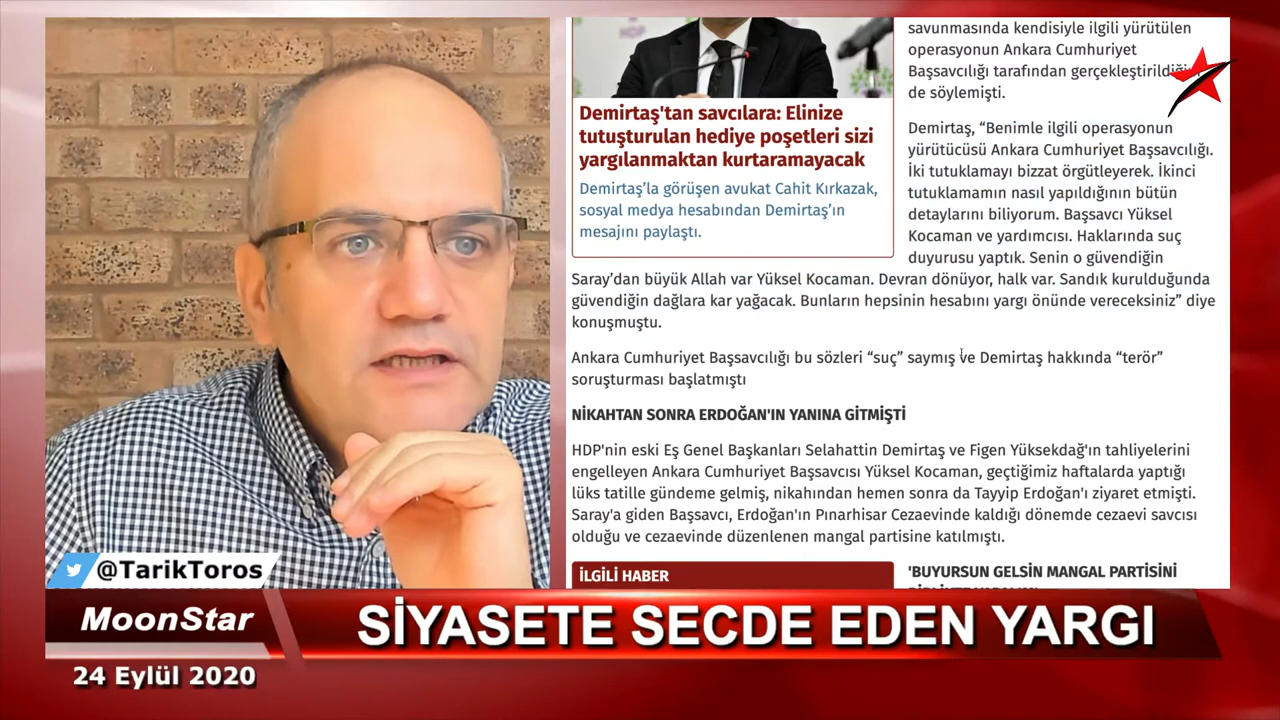 HDP
Demirtaş'tan savcılara: Elinize
tutuşturulan hediye poşetleri sizi
yargılanmaktan kurtaramayacak
Demirtaş’la görüşen avukat Cahit Kırkazak,
sosyal medya hesabından Demirtaş’ın
mesajını paylaştı.
savunmasında kendisiyle ilgili yürütülen
operasyonun Ankara Cumhuriyet
Başsavcılığı tarafından gerçekleştirildiğini
de söylemişti.
Demirtaş, “Benimle ilgili operasyonun
yürütücüsü Ankara Cumhuriyet Başsavcılığı.
İki tutuklamayı bizzat örgütleyerek. İkinci
tutuklamamın nasıl yapıldığının bütün
detaylarını biliyorum. Başsavcı Yüksel
Kocaman ve yardımcısı. Haklarında suç
duyurusu yaptık. Senin o güvendiğin
Saray’dan büyük Allah var Yüksel Kocaman. Devran dönüyor, halk var. Sandık kurulduğunda
güvendiğin dağlara kar yağacak. Bunların hepsinin hesabını yargı önünde vereceksiniz” diye
konuşmuştu.
Ankara Cumhuriyet Başsavcılığı bu sözleri “suç” saymış ve Demirtaş hakkında “terör”
soruşturması başlatmıştı
NİKAHTAN SONRA ERDOĞAN'IN YANINA GİTMİŞTİ
HDP'nin eski Eş Genel Başkanları Selahattin Demirtaş ve Figen Yüksekdağ'ın tahliyelerini
engelleyen Ankara Cumhuriyet Başsavcısı Yüksel Kocaman, geçtiğimiz haftalarda yaptığı
lüks tatille gündeme gelmiş, nikahından hemen sonra da Tayyip Erdoğan'ı ziyaret etmişti.
Saray'a giden Başsavcı, Erdoğan'ın Pınarhisar Cezaevinde kaldığı dönemde cezaevi savcısı
olduğu ve cezaevinde düzenlenen mangal partisine katılmıştı.
İLGİLİ HABER
'BUYURSUN GELSİN MANGAL PARTİSİNİ
@TarikToros
MoonStar
SİYASETE SECDE EDEN YARGI
24 Eylül 2020